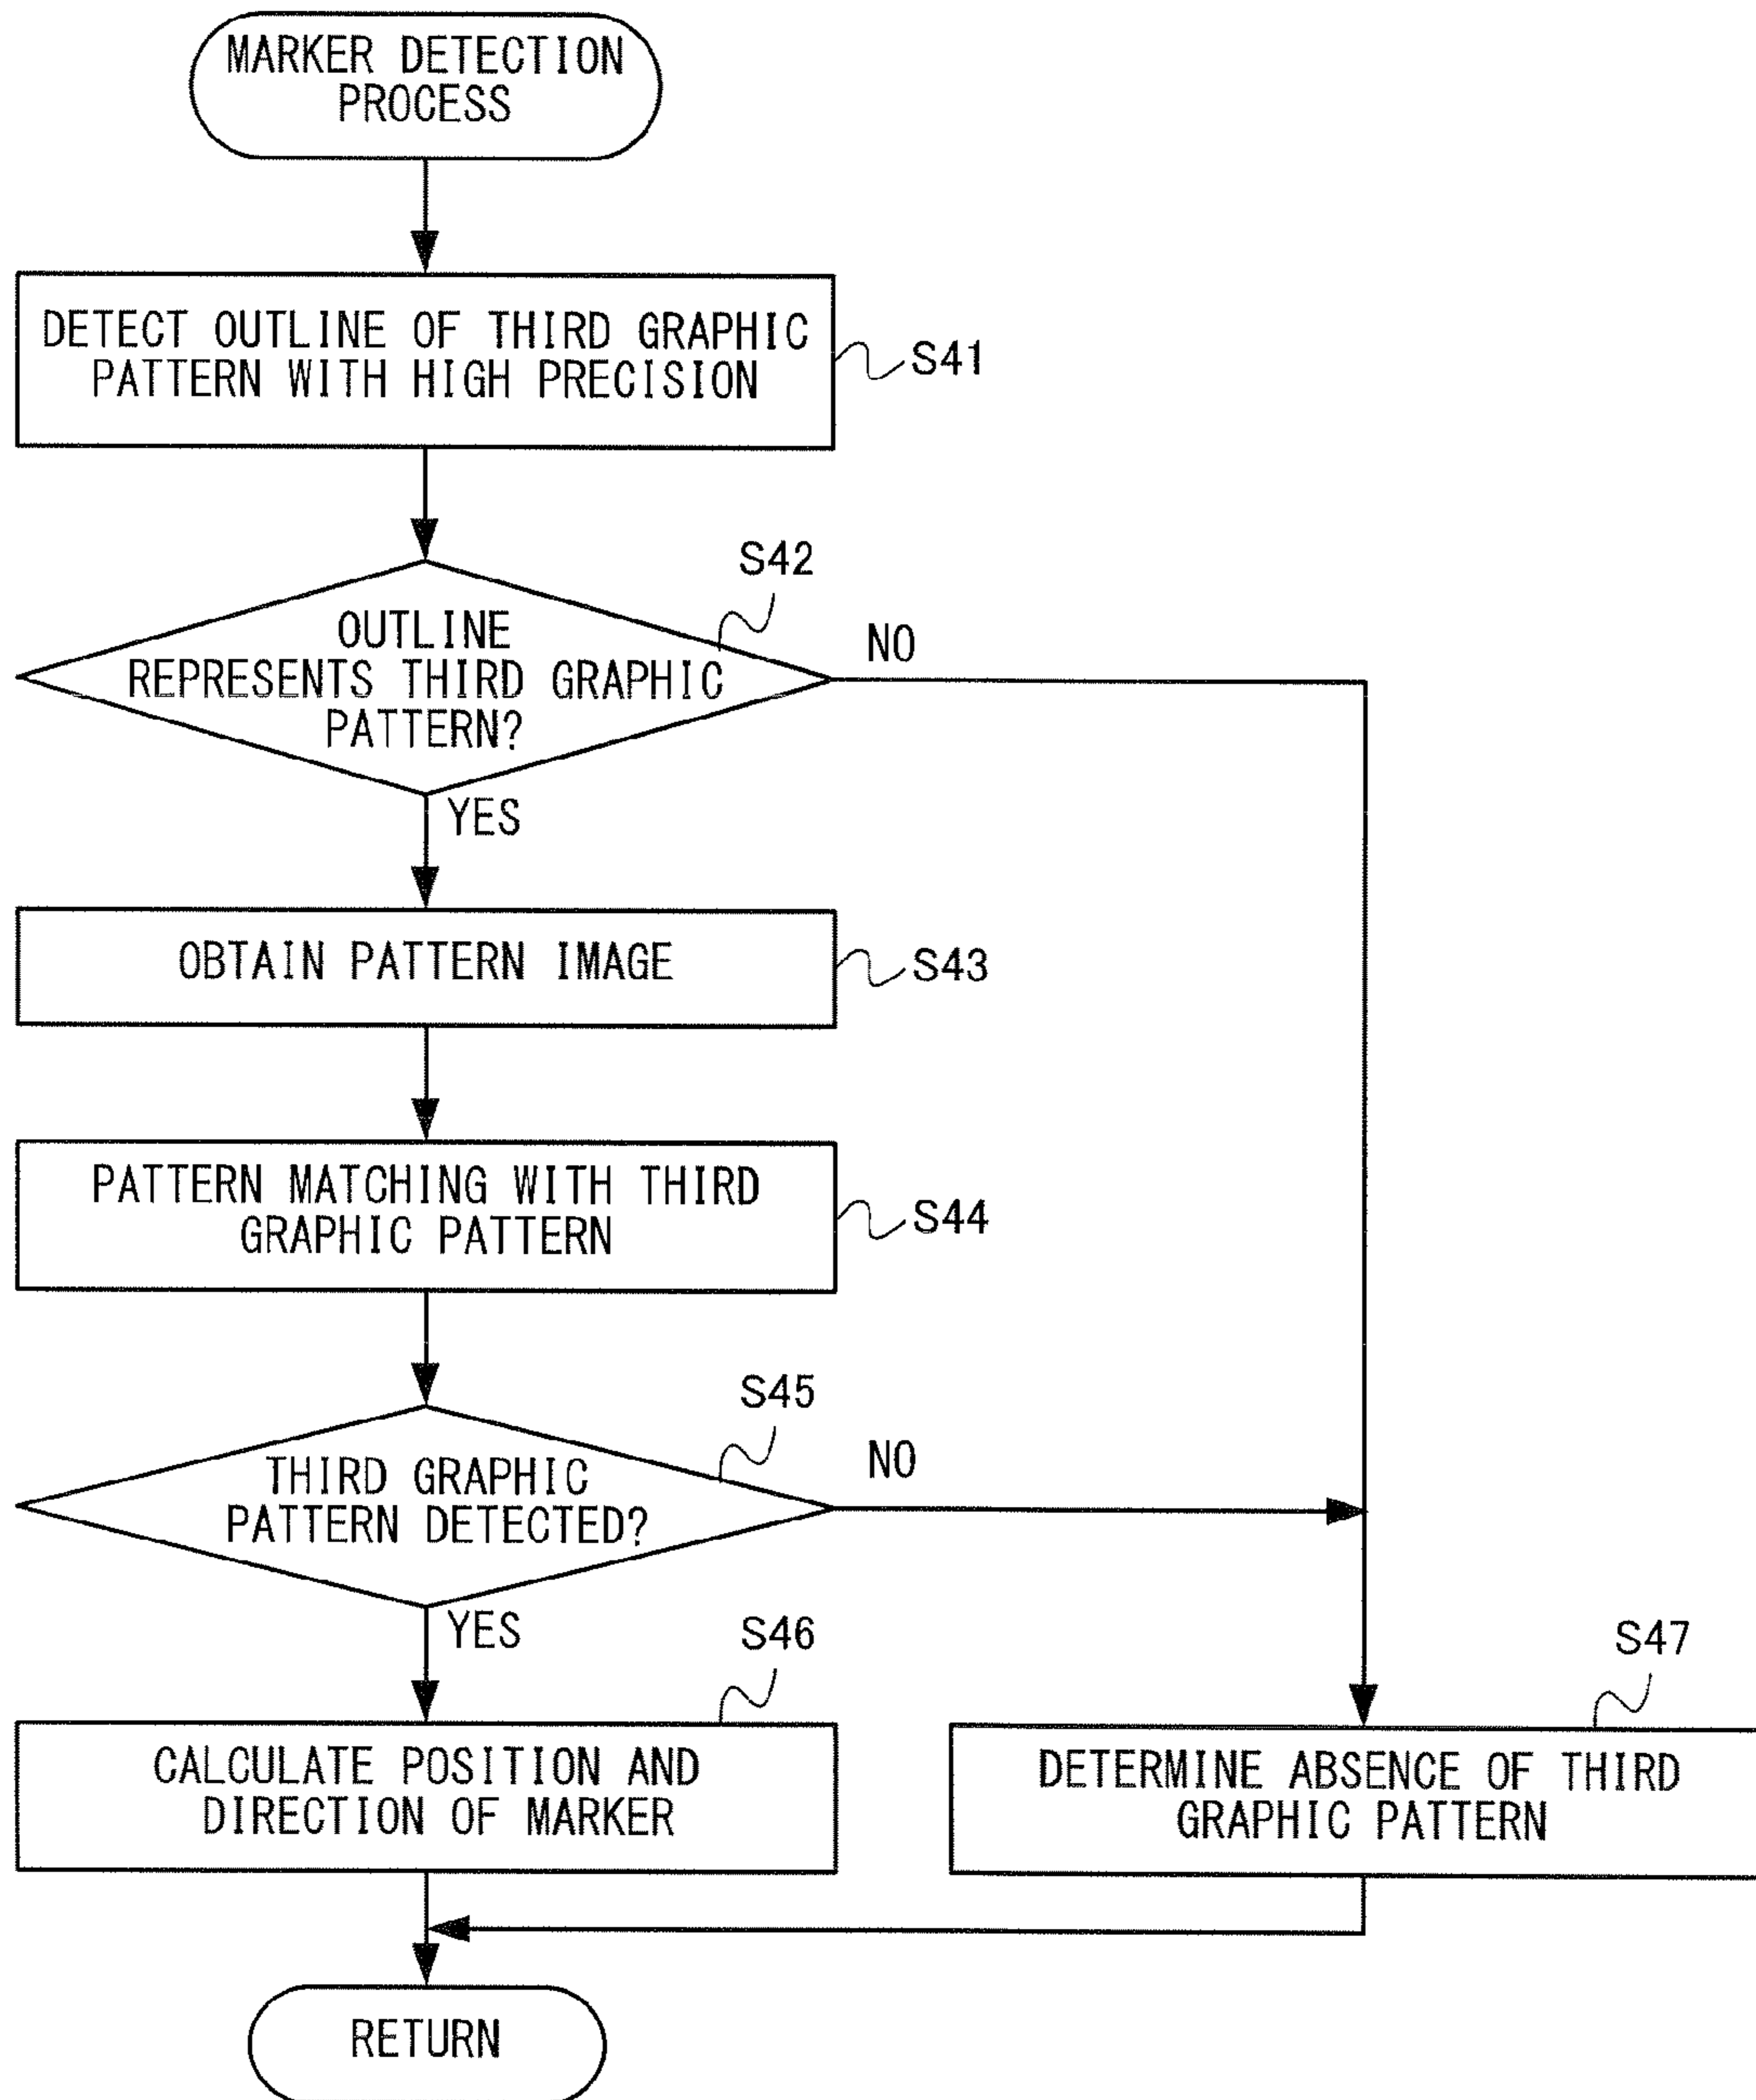 MARKER DETECTION
PROCESS
DETECT OUTLINE OF THIRD GRAPHIC
PATTERN WITH HIGH PRECISION
S41
S42
OUTLINE
REPRESENTS THIRD GRAPHIC
PATTERN?
NO
YES
OBTAIN PATTERN IMAGE
S43
PATTERN MATCHING WITH THIRD
GRAPHIC PATTERN
S44
S45
THIRD GRAPHIC
PATTERN DETECTED?
NO
YES
S46
CALCULATE POSITION AND
DIRECTION OF MARKER
S47
DETERMINE ABSENCE OF THIRD
GRAPHIC PATTERN
RETURN